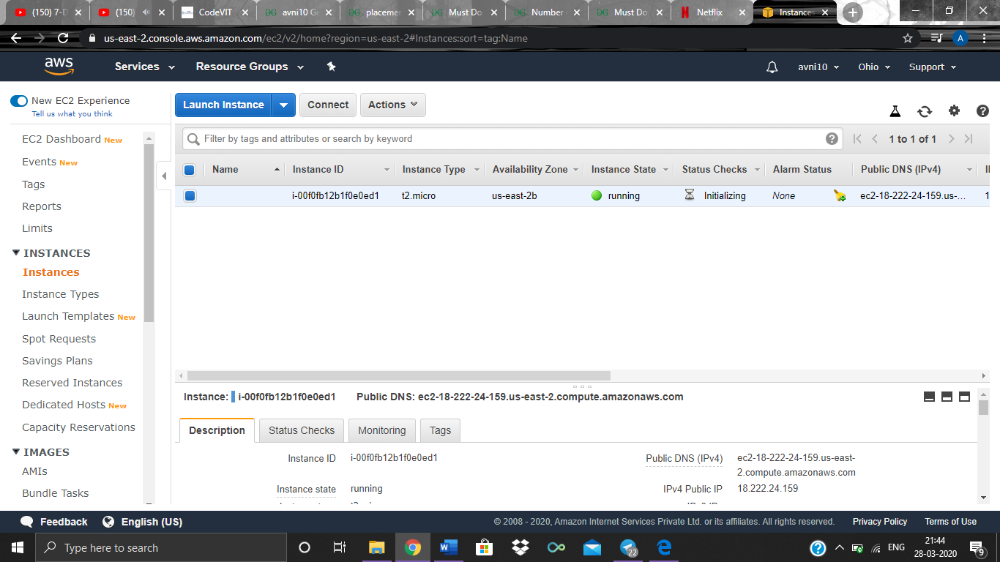 (150) 7-D
(150)
CodeVIT
avni10 G
placemer
Must Do
Number
Must Do
Netflix
Instances
us-east-2.console.aws.amazon.com/ec2/v2/home?region=us-east-2#Instances:sort=tag:Name
A
aws
Services
Resource Groups
avni10
Ohio
Support
New EC2 Experience
Tell us what you think
EC2 Dashboard New
Events New
Tags
Reports
Limits
INSTANCES
Instances
Instance Types
Launch Templates New
Spot Requests
Savings Plans
Reserved Instances
Dedicated Hosts New
Capacity Reservations
IMAGES
AMIs
Bundle Tasks
Launch Instance
Connect
Actions
Filter by tags and attributes or search by keyword
1 to 1 of 1
Name Instance ID Instance Type Availability Zone Instance State Status Checks Alarm Status Public DNS (IPv4)
i-00f0fb12b1f0e0ed1 t2.micro us-east-2b running Initializing None ec2-18-222-24-159.us-... 1
Instance: i-00f0fb12b1f0e0ed1 Public DNS: ec2-18-222-24-159.us-east-2.compute.amazonaws.com
Description Status Checks Monitoring Tags
Instance ID i-00f0fb12b1f0e0ed1
Public DNS (IPv4) ec2-18-222-24-159.us-east-
2.compute.amazonaws.com
Instance state running
IPv4 Public IP 18.222.24.159
Feedback
English (US)
© 2008 - 2020, Amazon Internet Services Private Ltd. or its affiliates. All rights reserved.
Privacy Policy
Terms of Use
Type here to search
22
ENG
21:44
28-03-2020
9